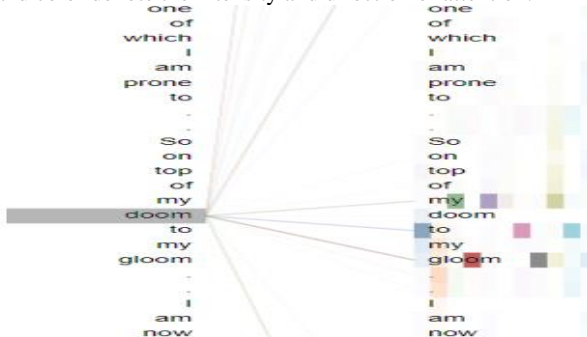 one
of
which
I
am
prone
to
.
.
So
on
top
of
my
doom
to
my
gloom
.
.
I
am
now
one
of
which
I
am
prone
to
.
.
So
on
top
of
my
doom
to
my
gloom
.
.
I
am
now